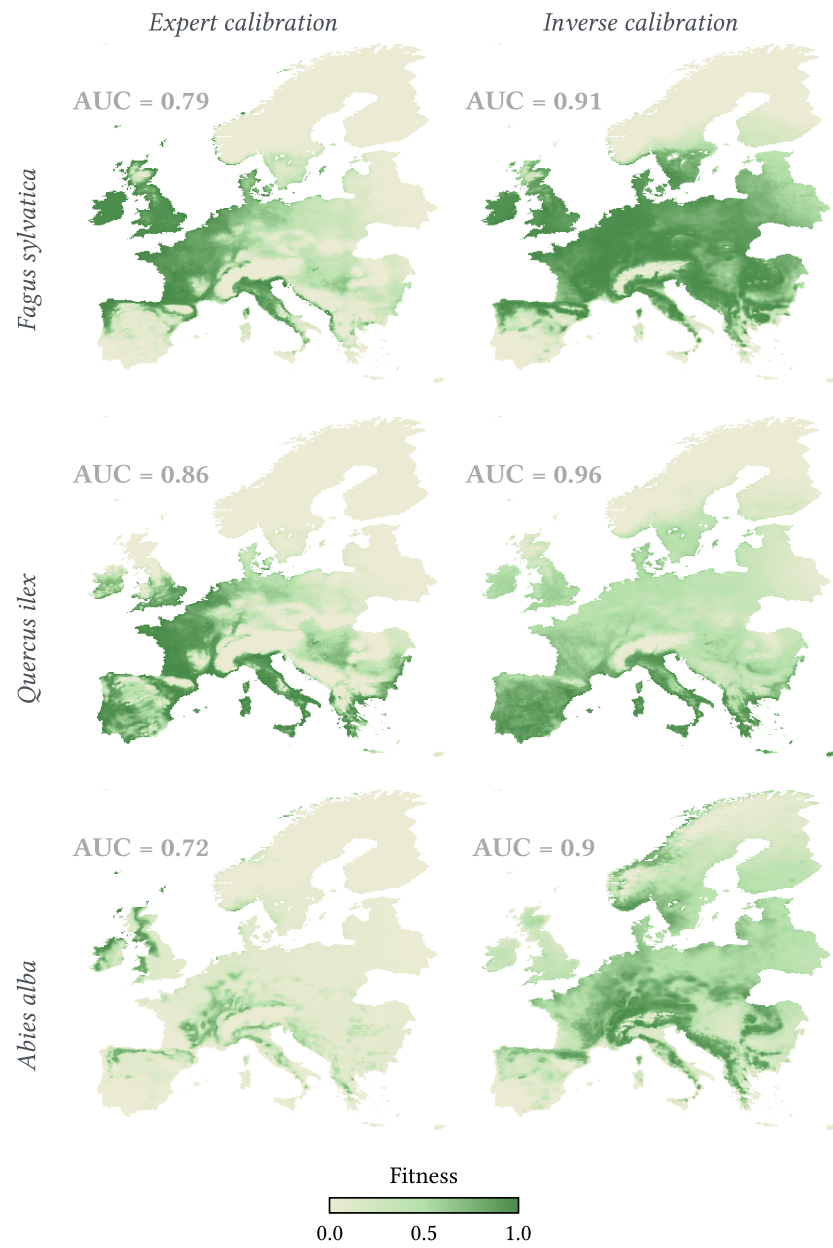 Expert calibration
Inverse calibration
Fagus sylvatica
AUC = 0.79
AUC = 0.91
Quercus ilex
AUC = 0.86
AUC = 0.96
Abies alba
AUC = 0.72
AUC = 0.9
Fitness
0.0 0.5 1.0